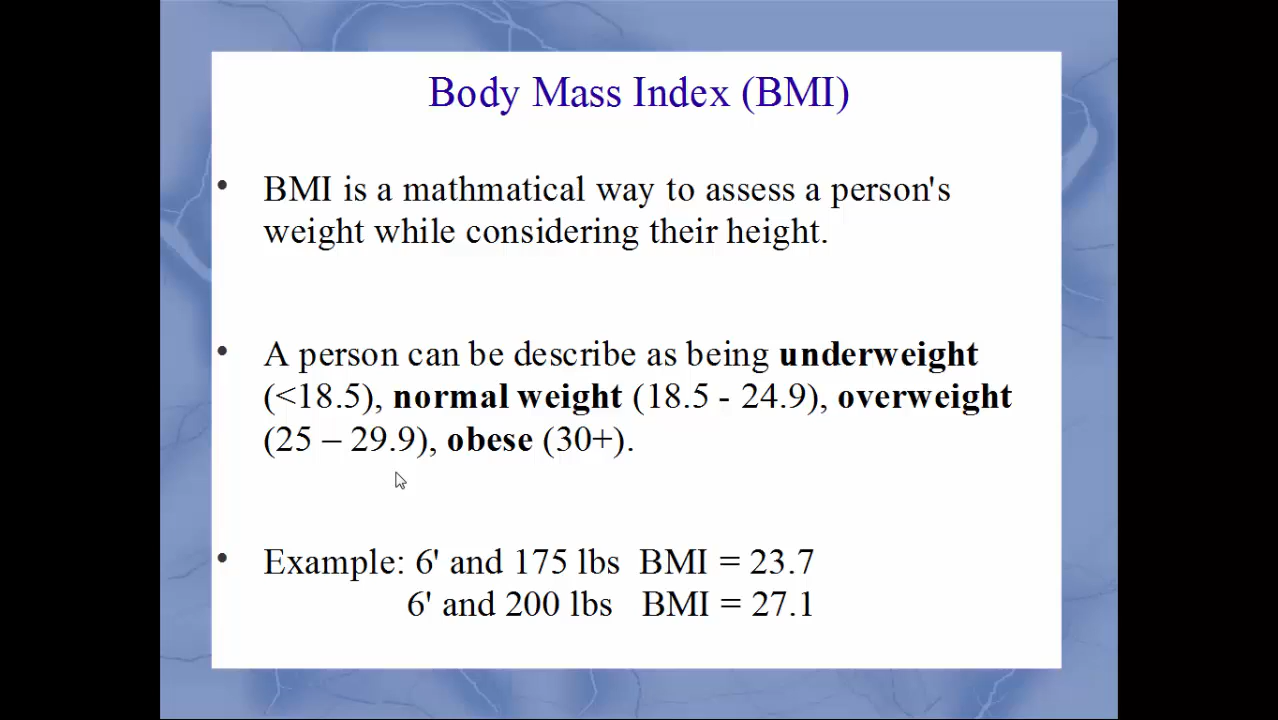 Body Mass Index (BMI)
• BMI is a mathmatical way to assess a person's
weight while considering their height.
• A person can be describe as being underweight
(<18.5), normal weight (18.5 - 24.9), overweight
(25 – 29.9), obese (30+).
• Example: 6' and 175 lbs BMI = 23.7
6' and 200 lbs BMI = 27.1